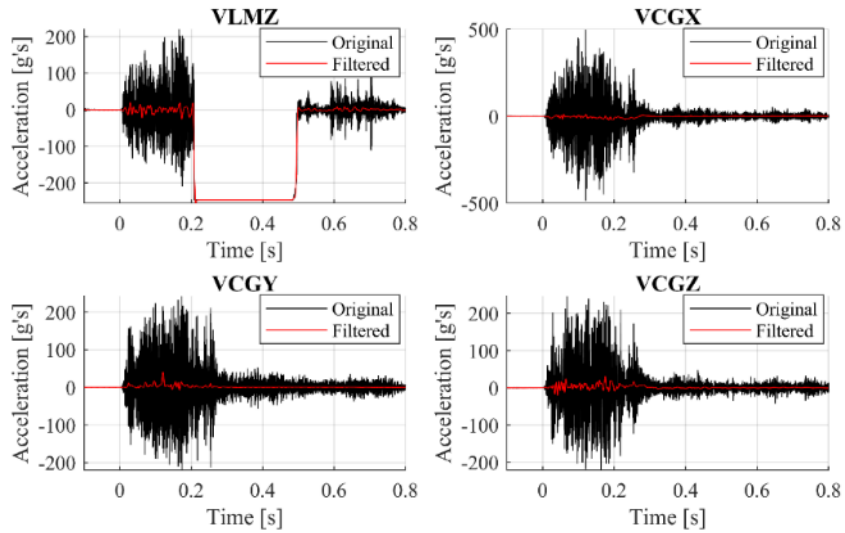 VLMZ
Acceleration [g's]
200
100
0
-100
-200
Original
Filtered
0
0.2
0.4
0.6
0.8
Time [s]
VCGX
Acceleration [g's]
500
0
-500
Original
Filtered
0
0.2
0.4
0.6
0.8
Time [s]
VCGY
Acceleration [g's]
200
100
0
-100
-200
Original
Filtered
0
0.2
0.4
0.6
0.8
Time [s]
VCGZ
Acceleration [g's]
200
100
0
-100
-200
Original
Filtered
0
0.2
0.4
0.6
0.8
Time [s]